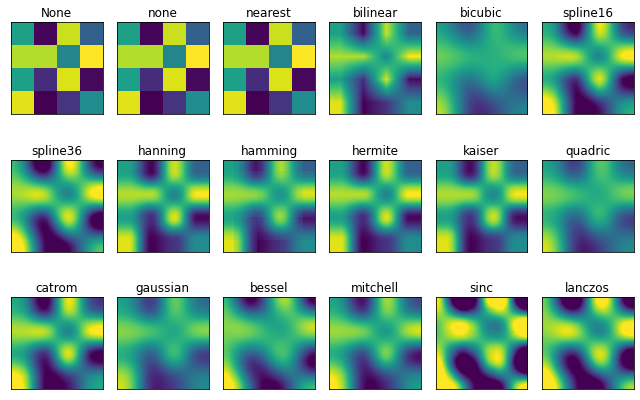 None none nearest bilinear bicubic spline16
spline36 hanning hamming hermite kaiser quadric
catrom gaussian bessel mitchell sinc lanczos